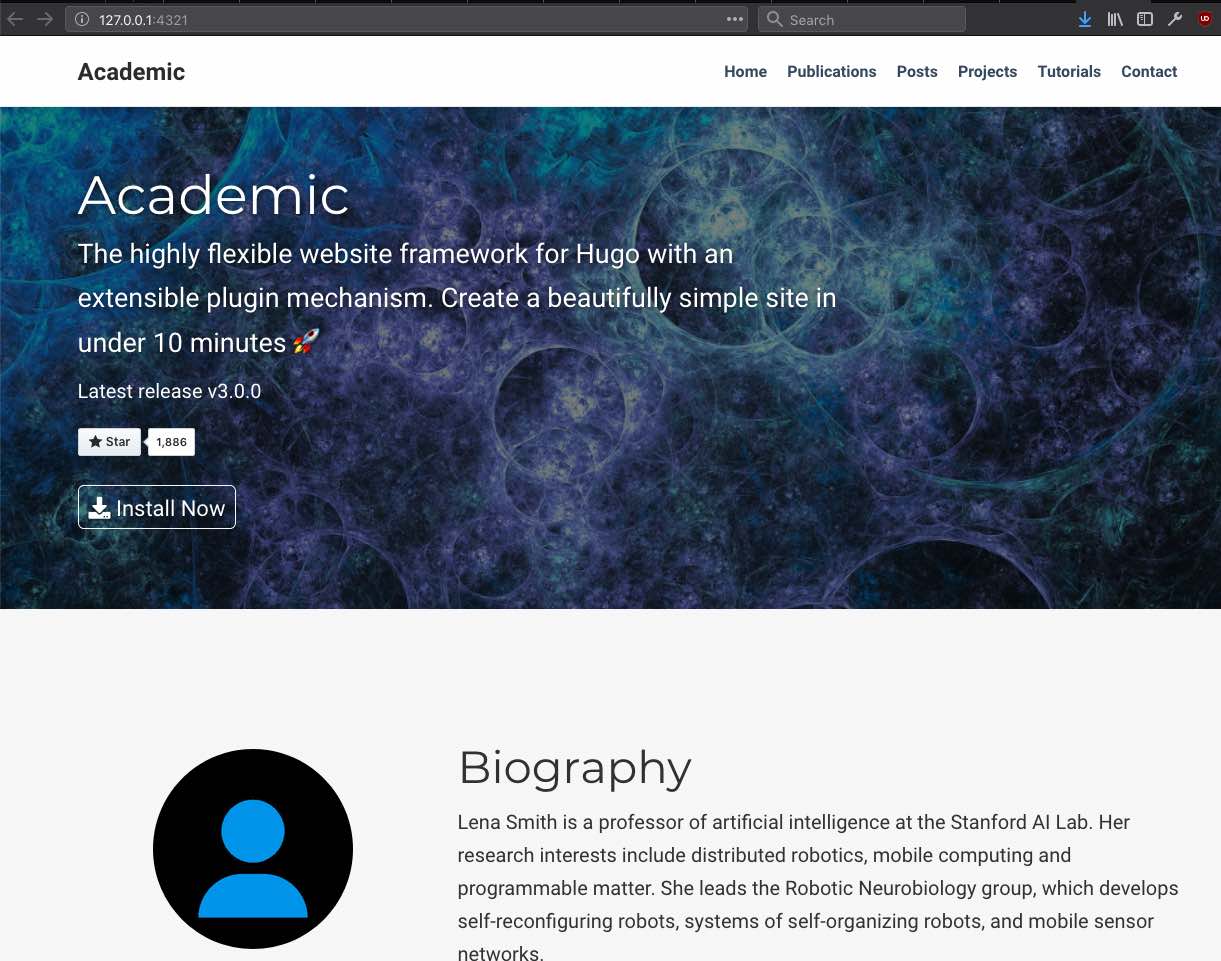 127.0.0.1:4321
Search
Academic
Home Publications Posts Projects Tutorials Contact
Academic
The highly flexible website framework for Hugo with an
extensible plugin mechanism. Create a beautifully simple site in
under 10 minutes 🚀
Latest release v3.0.0
Star 1,886
Install Now
Biography
Lena Smith is a professor of artificial intelligence at the Stanford AI Lab. Her
research interests include distributed robotics, mobile computing and
programmable matter. She leads the Robotic Neurobiology group, which develops
self-reconfiguring robots, systems of self-organizing robots, and mobile sensor
networks.